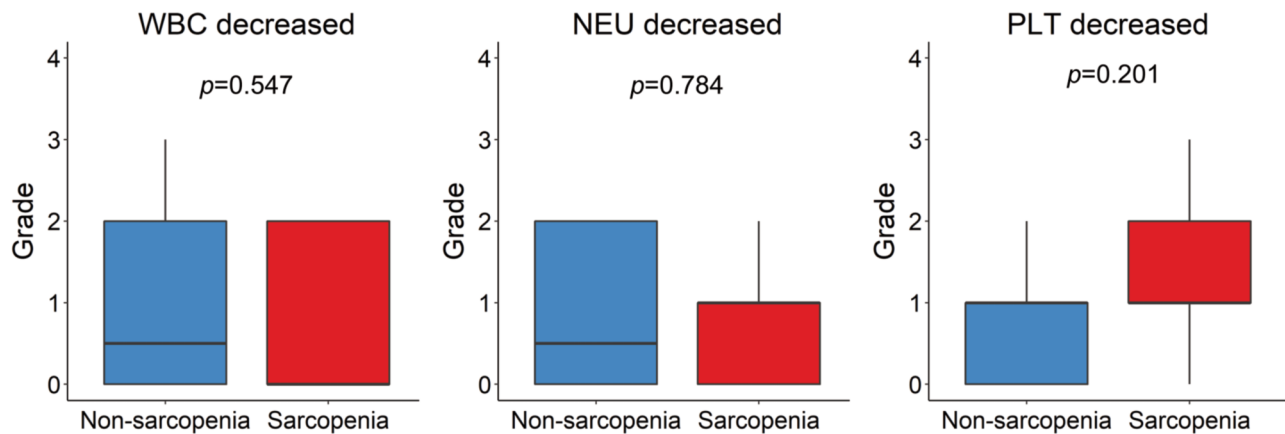 WBC decreased
p=0.547
Grade
4
3
2
1
0
Non-sarcopenia Sarcopenia
NEU decreased
p=0.784
Grade
4
3
2
1
0
Non-sarcopenia Sarcopenia
PLT decreased
p=0.201
Grade
4
3
2
1
0
Non-sarcopenia Sarcopenia